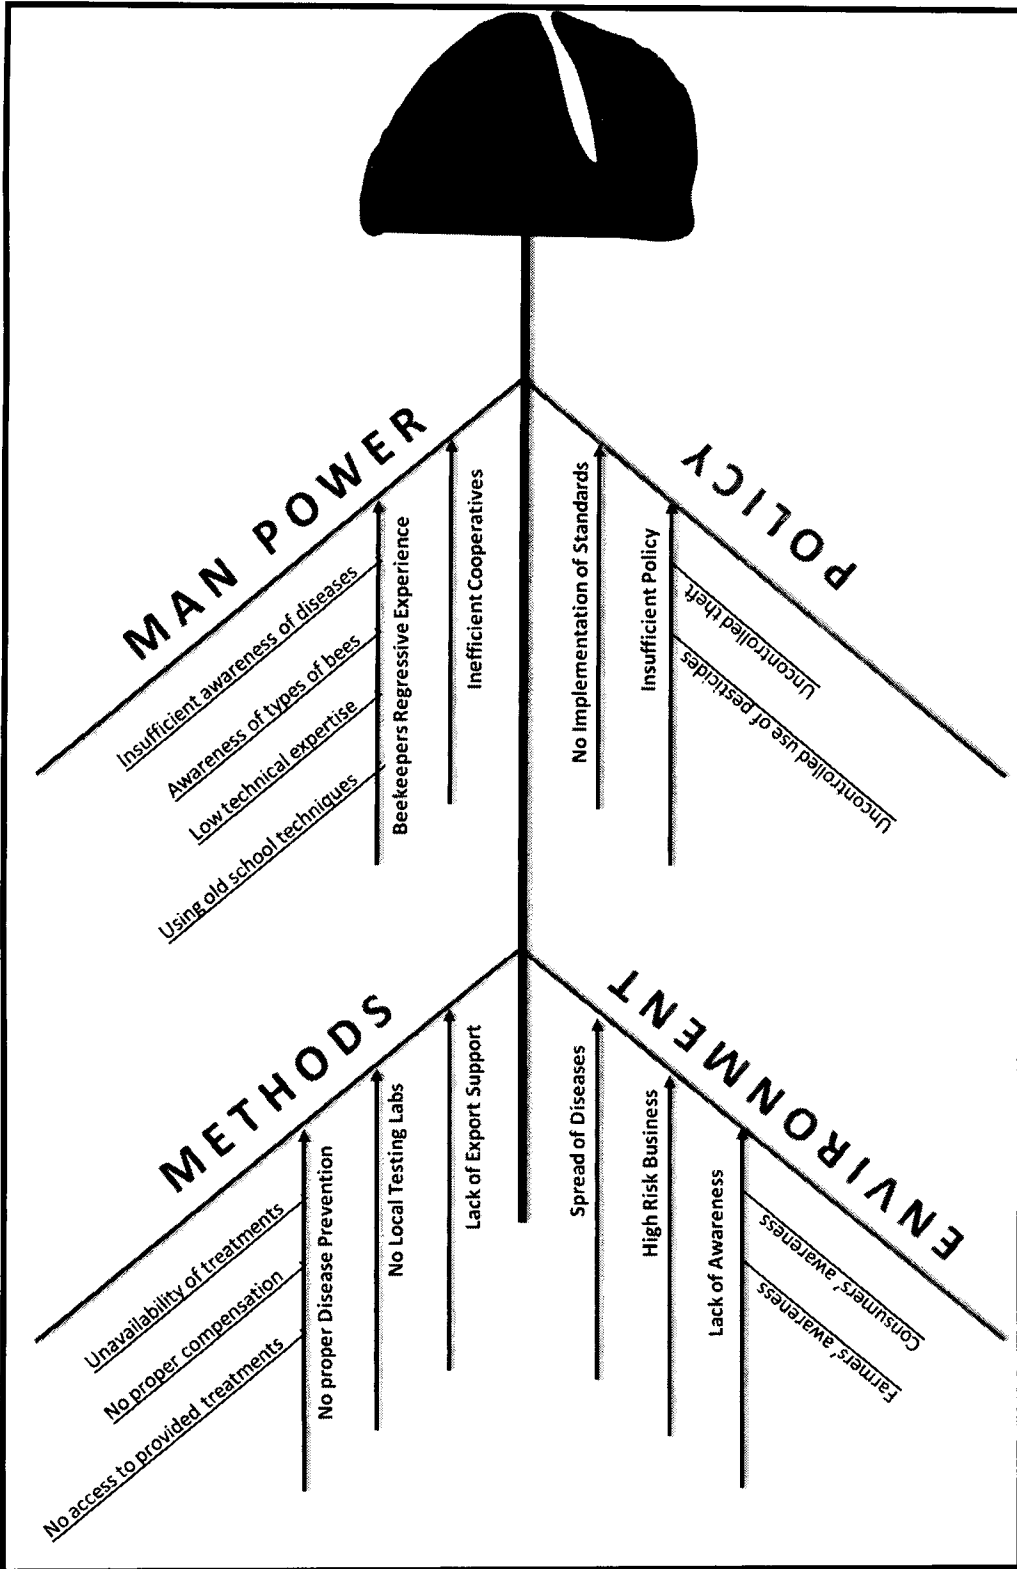 MAN POWER
Insufficient awareness of diseases
Awareness of types of bees
Low technical expertise
Using old school techniques
Beekeepers Regressive Experience
Inefficient Cooperatives
POLICY
No Implementation of Standards
Insufficient Policy
Uncontrolled theft
Uncontrolled use of pesticides
METHODS
Unavailability of treatments
No proper compensation
No access to provided treatments
No proper Disease Prevention
No Local Testing Labs
Lack of Export Support
ENVIRONMENT
Spread of Diseases
High Risk Business
Lack of Awareness
Consumers' awareness
Farmers' awareness